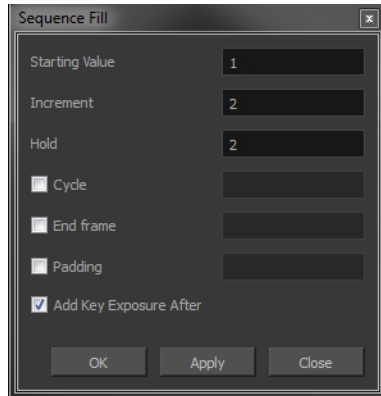 Sequence Fill
Starting Value 1
Increment 2
Hold 2
Cycle
End frame
Padding
Add Key Exposure After
OK Apply Close